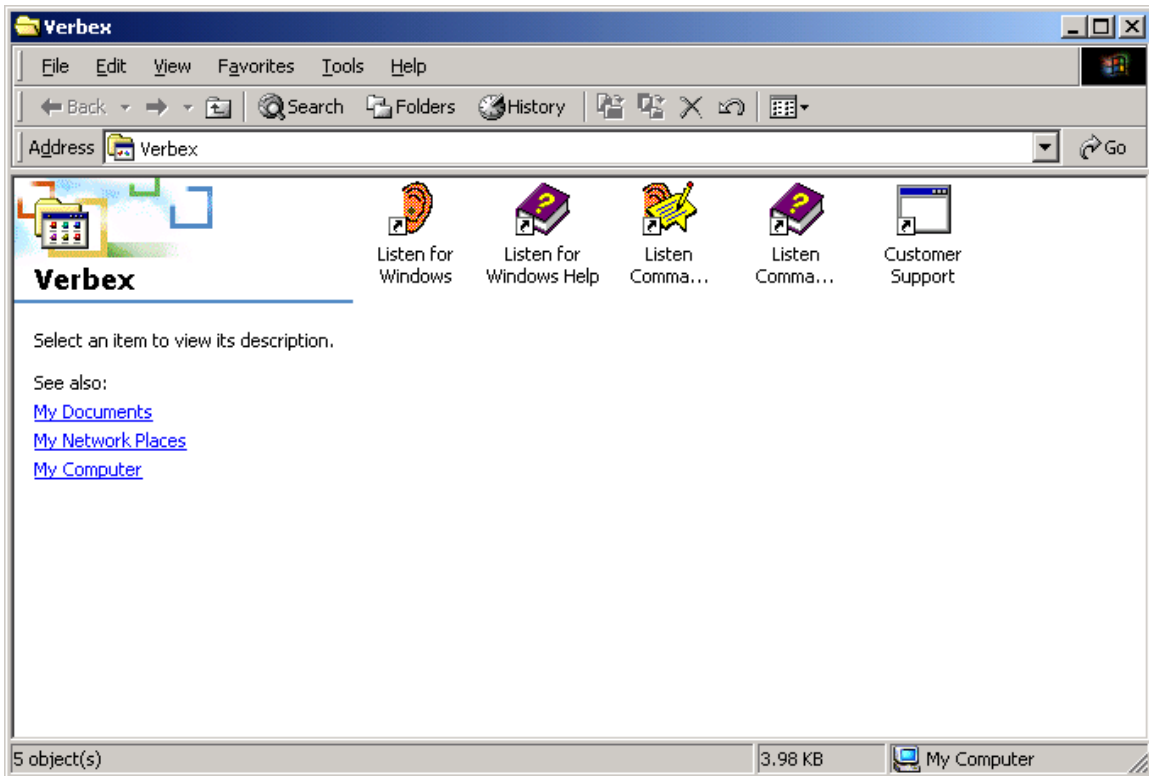 Verbex
File Edit View Favorites Tools Help
Back Search Folders History
Address Verbex Go
Verbex
Select an item to view its description.
See also:
My Documents
My Network Places
My Computer
Listen for
Windows
Listen for
Windows Help
Listen
Comma...
Listen
Comma...
Customer
Support
5 object(s) 3.98 KB My Computer